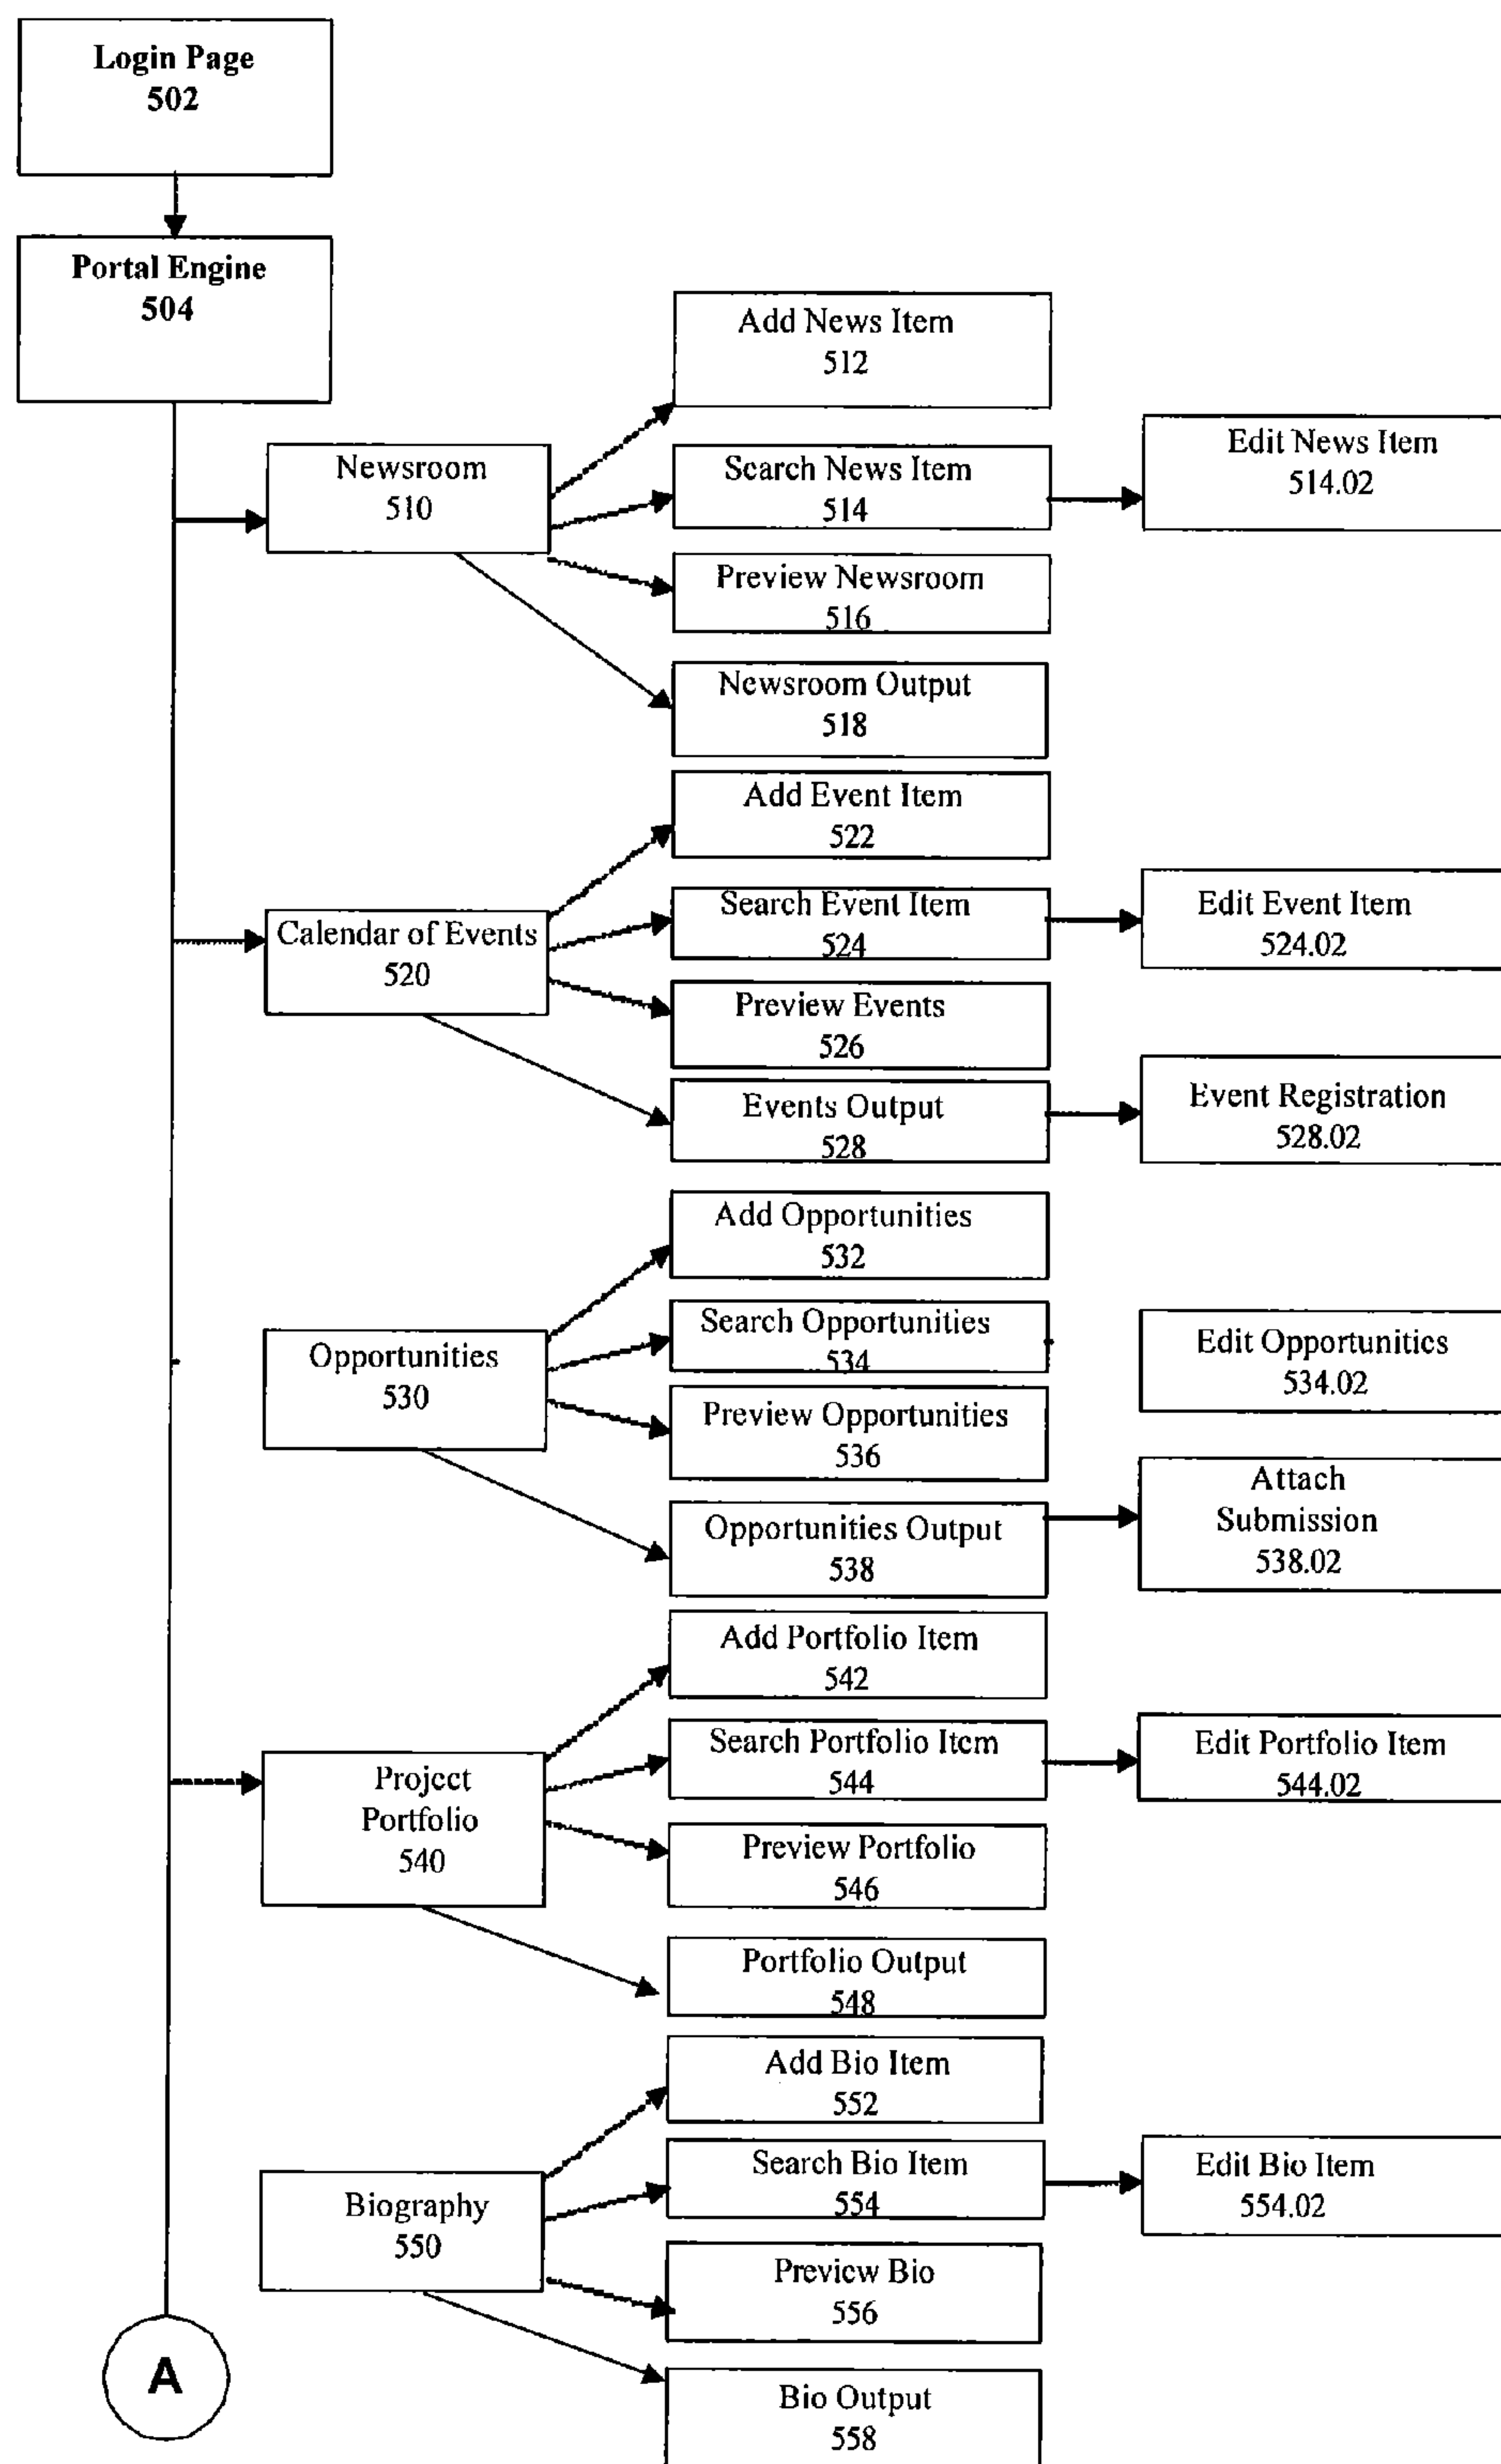 Login Page
502
Portal Engine
504
Add News Item
512
Newsroom
510
Search News Item
514
Edit News Item
514.02
Preview Newsroom
516
Newsroom Output
518
Add Event Item
522
Calendar of Events
520
Search Event Item
524
Edit Event Item
524.02
Preview Events
526
Events Output
528
Event Registration
528.02
Add Opportunities
532
Opportunities
530
Search Opportunities
534
Edit Opportunities
534.02
Preview Opportunities
536
Opportunities Output
538
Attach
Submission
538.02
Add Portfolio Item
542
Project
Portfolio
540
Search Portfolio Item
544
Edit Portfolio Item
544.02
Preview Portfolio
546
Portfolio Output
548
Add Bio Item
552
Biography
550
Search Bio Item
554
Edit Bio Item
554.02
Preview Bio
556
A
Bio Output
558